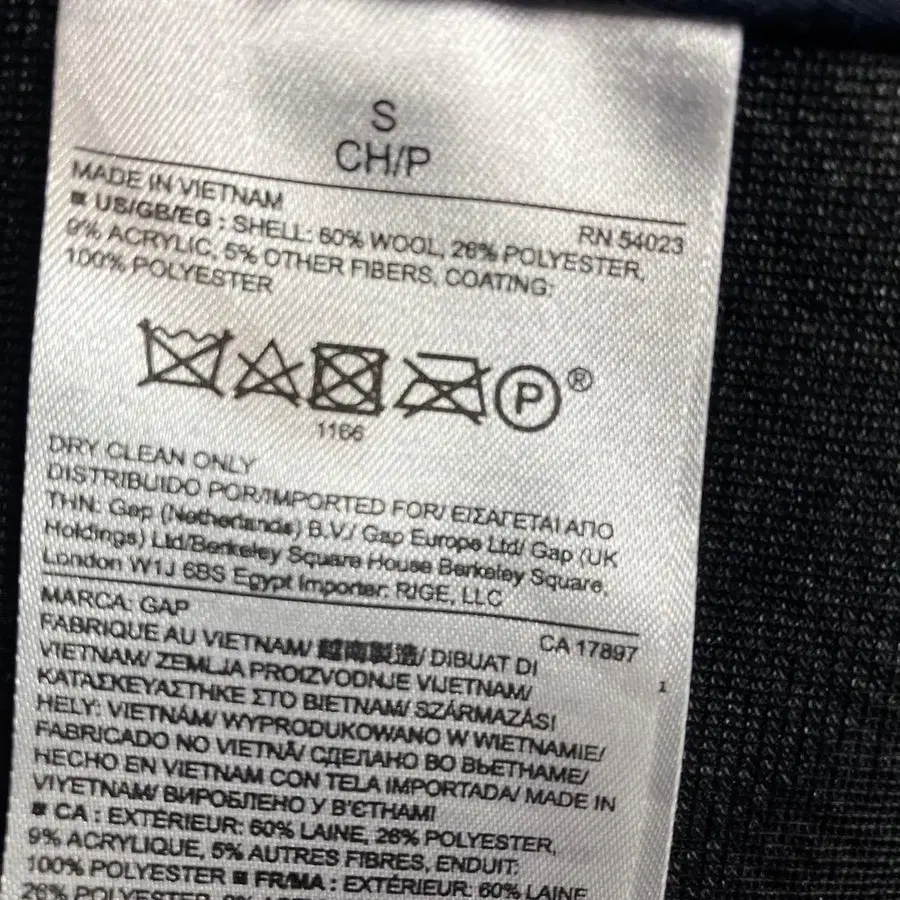 S
CH/P
MADE IN VIETNAM
RN 54023
■ US/GB/EG : SHELL: 60% WOOL, 26% POLYESTER,
9% ACRYLIC, 5% OTHER FIBERS, COATING:
100% POLYESTER
P ®
1166
DRY CLEAN ONLY
DISTRIBUIDO POR/IMPORTED FOR/ ΕΙΣΑΓΕΤΑΙ ΑΠΟ
THN: Gap (Netherlands) B.V./ Gap Europe Ltd/ Gap (UK
Holdings) Ltd/Berkeley Square House Berkeley Square,
London W1J 6BS Egypt Importer: RIGE, LLC
MARCA: GAP
CA 17897
FABRIQUÉ AU VIETNAM/ 越南製造/ DIBUAT DI
VIETNAM/ ZEMLJA PROIZVODNJE VIJETNAM/
ΚΑΤΑΣΚΕΥΑΣΤΗΚΕ ΣΤΟ ΒΙΕΤΝΑΜ/ SZÁRMAZÁSI
HELY: VIETNÁM/ WYPRODUKOWANO W WIETNAMIE/
FABRICADO NO VIETNÃ/ СДЕЛАНО ВО ВЬЕТНАМЕ/
HECHO EN VIETNAM CON TELA IMPORTADA/ MADE IN
VIYETNAM/ ВИРОБЛЕНО У В'ЄТНАМІ
■ CA : EXTÉRIEUR: 60% LAINE, 26% POLYESTER,
9% ACRYLIQUE, 5% AUTRES FIBRES, ENDUIT:
100% POLYESTER ■ FR/MA : EXTÉRIEUR: 60% LAINE
26% POLYESTER